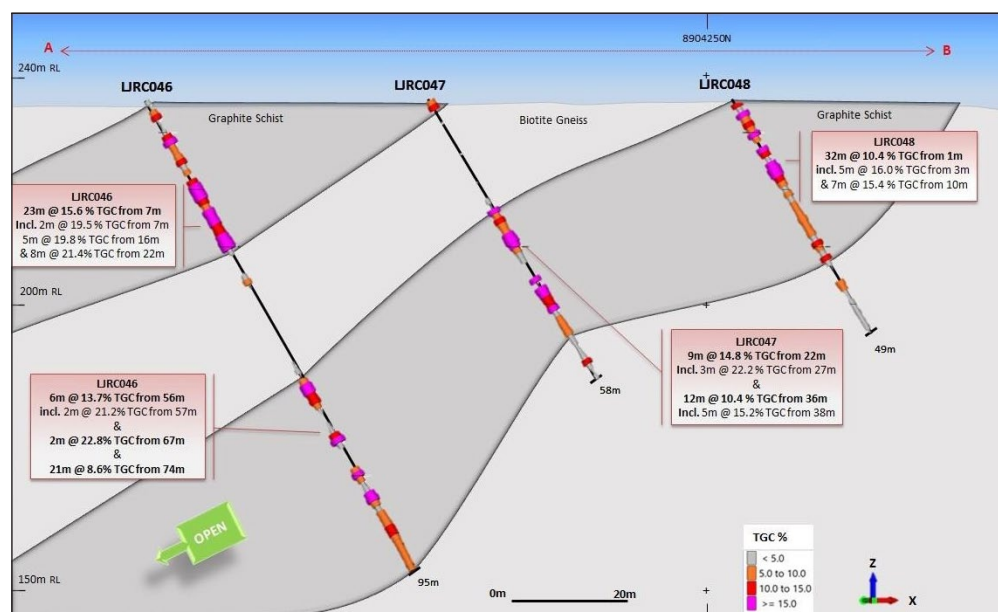 8904250N
A
B
240m RL
LJRC046
LJRC047
LJRC048
Graphite Schist
Biotite Gneiss
Graphite Schist
LJRC048
32m @ 10.4 % TGC from 1m
incl. 5m @ 16.0 % TGC from 3m
& 7m @ 15.4 % TGC from 10m
LJRC046
23m @ 15.6 % TGC from 7m
Incl. 2m @ 19.5% TGC from 7m
5m @ 19.8 % TGC from 16m
& 8m @ 21.4% TGC from 22m
200m RL
49m
LJRC047
9m @ 14.8 % TGC from 22m
Incl. 3m @ 22.2% TGC from 27m
&
12m @ 10.4 % TGC from 36m
Incl. 5m @ 15.2% TGC from 38m
58m
LJRC046
6m @ 13.7% TGC from 56m
incl. 2m @ 21.2% TGC from 57m
&
2m @ 22.8% TGC from 67m
&
21m @ 8.6% TGC from 74m
OPEN
95m
150m RL
0m
20m
TGC %
< 5.0
5.0 to 10.0
10.0 to 15.0
>= 15.0
Z
X